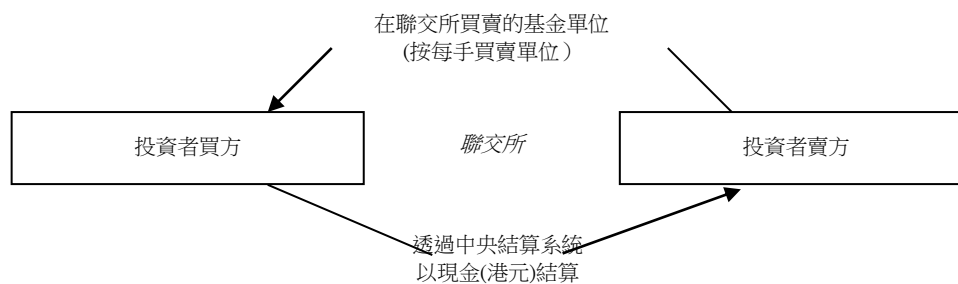 在聯交所買賣的基金單位
(按每手買賣單位）
投資者買方
聯交所
投資者賣方
透過中央結算系統
以現金(港元)結算